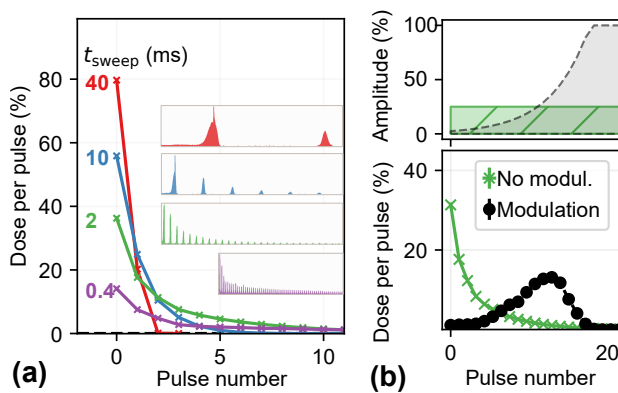 t_sweep (ms)
40
10
2
0.4
Dose per pulse (%)
80
60
40
20
0
0
5
10
Pulse number
(a)
Amplitude (%)
100
50
0
Dose per pulse (%)
40
20
No modul.
Modulation
0
10
20
Pulse number
(b)